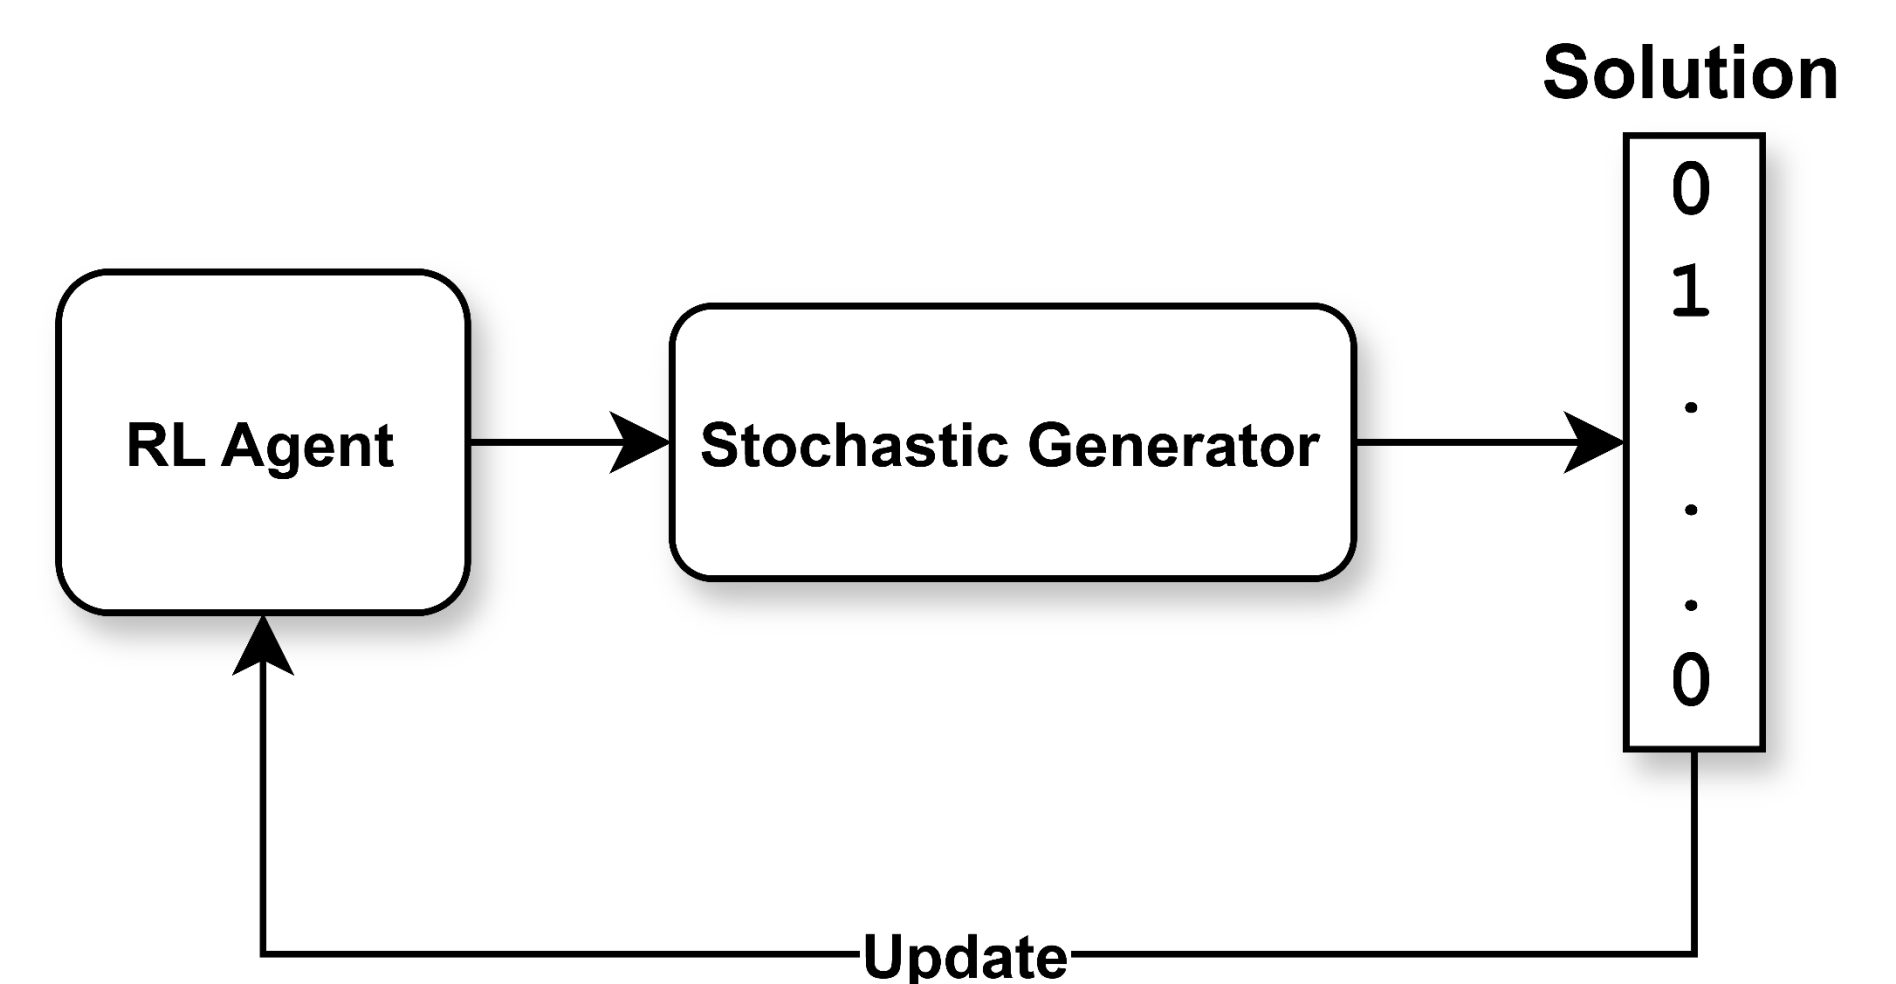 Solution
0
1
.
.
.
0
RL Agent
Stochastic Generator
Update